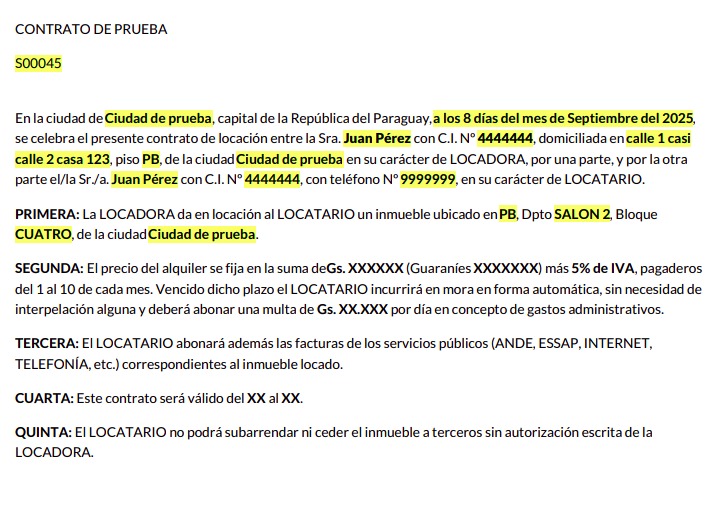 CONTRATO DE PRUEBA
S00045
En la ciudad de Ciudad de prueba, capital de la República del Paraguay, a los 8 días del mes de Septiembre del 2025,
se celebra el presente contrato de locación entre la Sra. Juan Pérez con C.I. N° 4444444, domiciliada en calle 1 casi
calle 2 casa 123, piso PB, de la ciudad Ciudad de prueba en su carácter de LOCADORA, por una parte, y por la otra
parte el/la Sr./a. Juan Pérez con C.I. N° 4444444, con teléfono N° 9999999, en su carácter de LOCATARIO.
PRIMERA: La LOCADORA da en locación al LOCATARIO un inmueble ubicado en PB, Dpto SALON 2, Bloque
CUATRO, de la ciudad Ciudad de prueba.
SEGUNDA: El precio del alquiler se fija en la suma de Gs. XXXXXX (Guaraníes XXXXXXX) más 5% de IVA, pagaderos
del 1 al 10 de cada mes. Vencido dicho plazo el LOCATARIO incurrirá en mora en forma automática, sin necesidad de
interpelación alguna y deberá abonar una multa de Gs. XX.XXX por día en concepto de gastos administrativos.
TERCERA: El LOCATARIO abonará además las facturas de los servicios públicos (ANDE, ESSAP, INTERNET,
TELEFONÍA, etc.) correspondientes al inmueble locado.
CUARTA: Este contrato será válido del XX al XX.
QUINTA: El LOCATARIO no podrá subarrendar ni ceder el inmueble a terceros sin autorización escrita de la
LOCADORA.